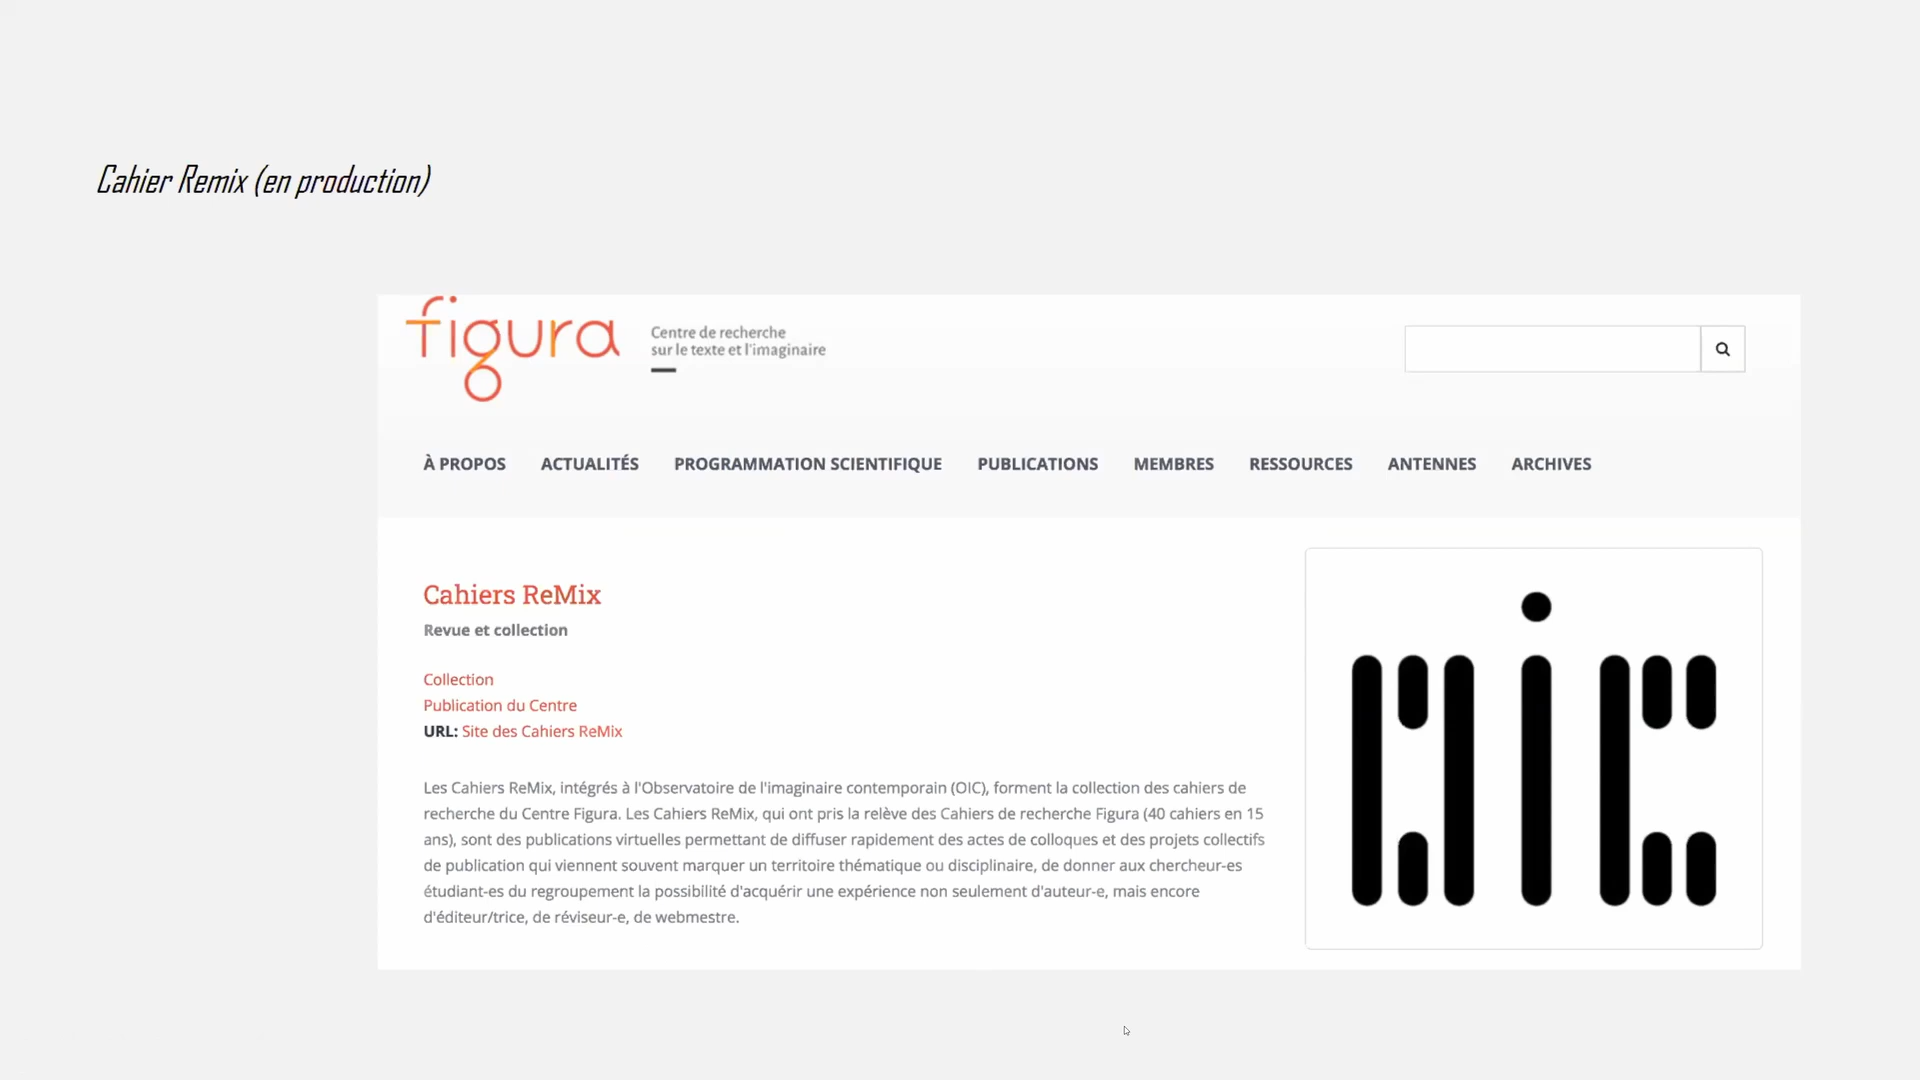 Cahier Remix (en production)
figura
Centre de recherche
sur le texte et l'imaginaire
À PROPOS ACTUALITÉS PROGRAMMATION SCIENTIFIQUE PUBLICATIONS MEMBRES RESSOURCES ANTENNES ARCHIVES
Cahiers ReMix
Revue et collection
Collection
Publication du Centre
URL: Site des Cahiers ReMix
Les Cahiers ReMix, intégrés à l'Observatoire de l'imaginaire contemporain (OIC), forment la collection des cahiers de
recherche du Centre Figura. Les Cahiers ReMix, qui ont pris la relève des Cahiers de recherche Figura (40 cahiers en 15
ans), sont des publications virtuelles permettant de diffuser rapidement des actes de colloques et des projets collectifs
de publication qui viennent souvent marquer un territoire thématique ou disciplinaire, de donner aux chercheur-es
étudiant-es du regroupement la possibilité d'acquérir une expérience non seulement d'auteur-e, mais encore
d'éditeur/trice, de réviseur-e, de webmestre.
oic